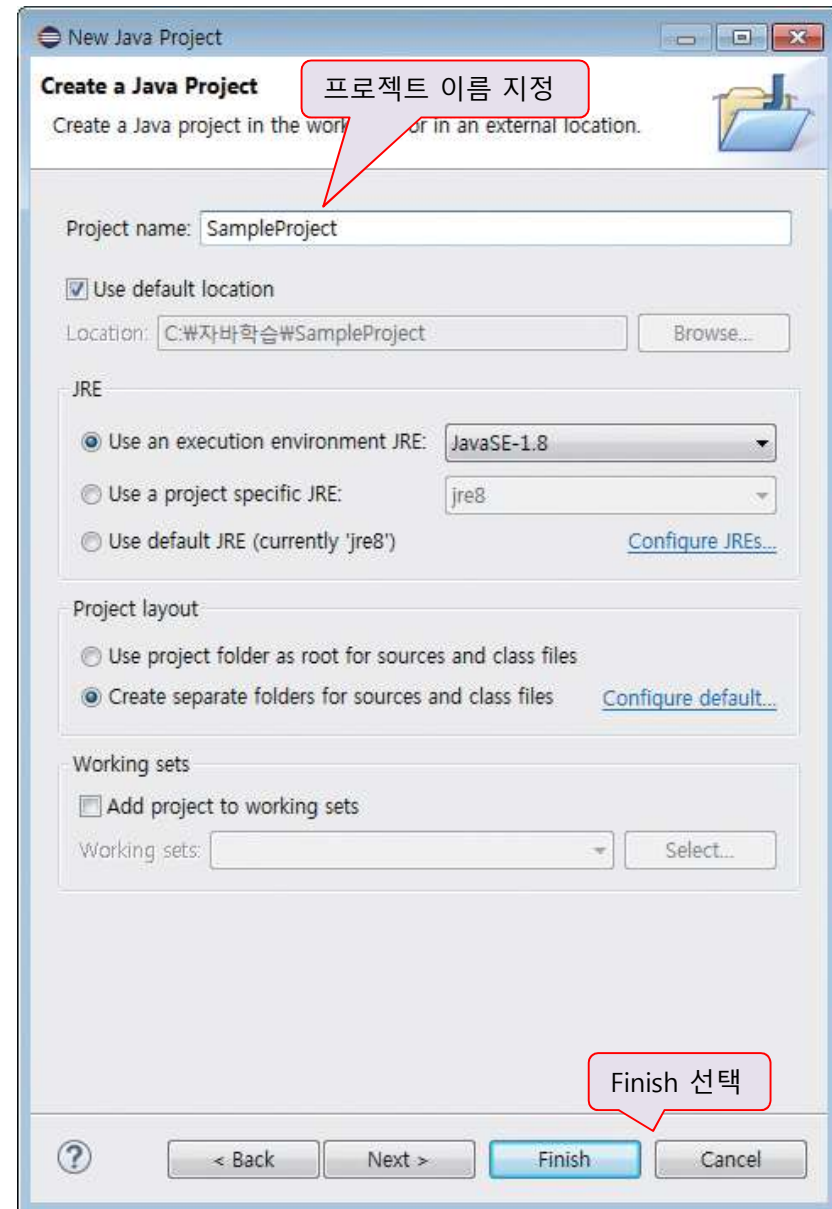 New Java Project
Create a Java Project
프로젝트 이름 지정
Create a Java project in the work or in an external location.
Project name: SampleProject
Use default location
Location: C:₩자바학습₩SampleProject Browse...
JRE
Use an execution environment JRE: JavaSE-1.8
Use a project specific JRE: jre8
Use default JRE (currently 'jre8') Configure JREs...
Project layout
Use project folder as root for sources and class files
Create separate folders for sources and class files Configure default...
Working sets
Add project to working sets
Working sets: Select...
Finish 선택
? < Back Next > Finish Cancel